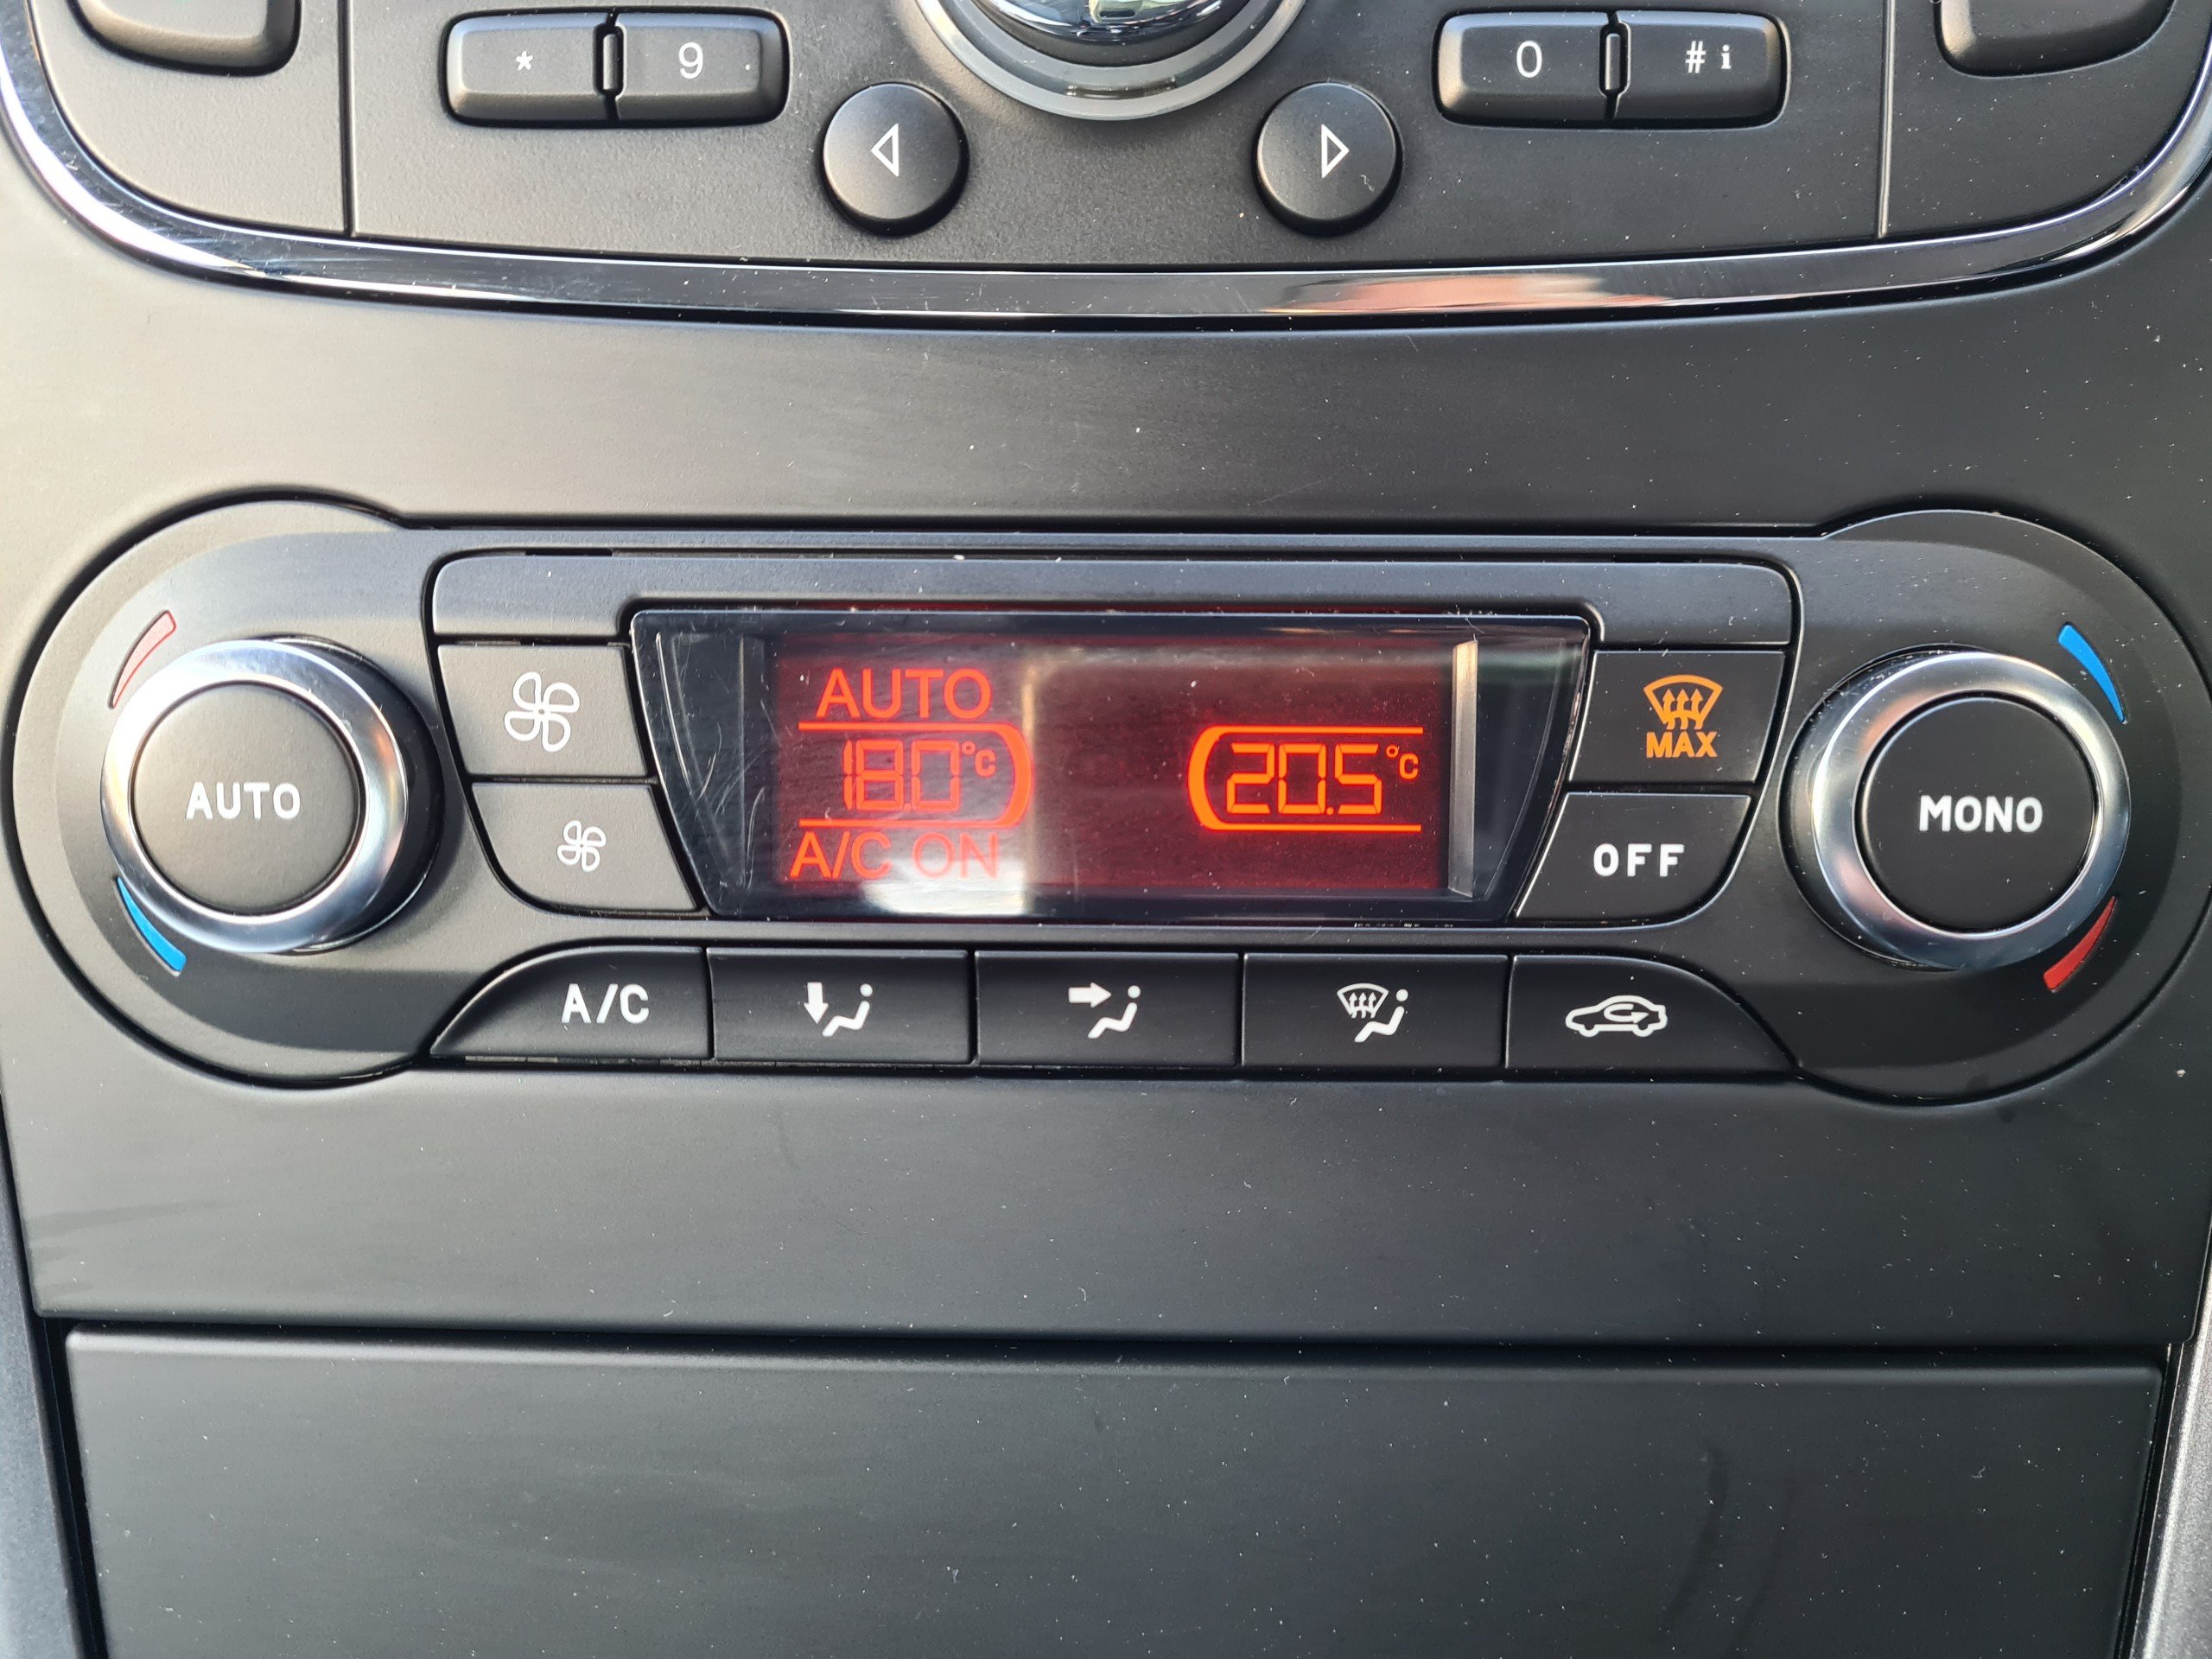 * 9 0 # i
AUTO
18.0°C 20.5°C
A/C ON
MAX
AUTO
OFF
MONO
A/C